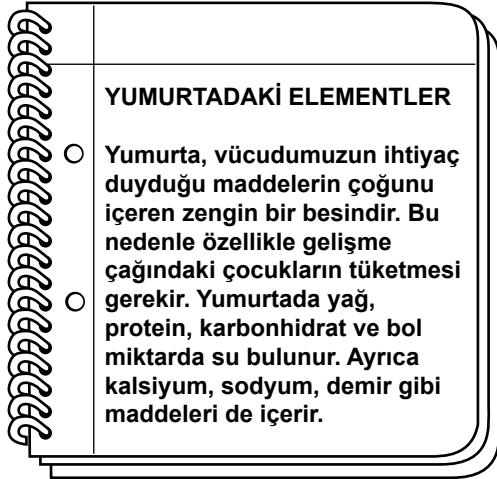 YUMURTADAKİ ELEMENTLER
Yumurta, vücudumuzun ihtiyaç
duyduğu maddelerin çoğunu
içeren zengin bir besindir. Bu
nedenle özellikle gelişme
çağındaki çocukların tüketmesi
gerekir. Yumurtada yağ,
protein, karbonhidrat ve bol
miktarda su bulunur. Ayrıca
kalsiyum, sodyum, demir gibi
maddeleri de içerir.